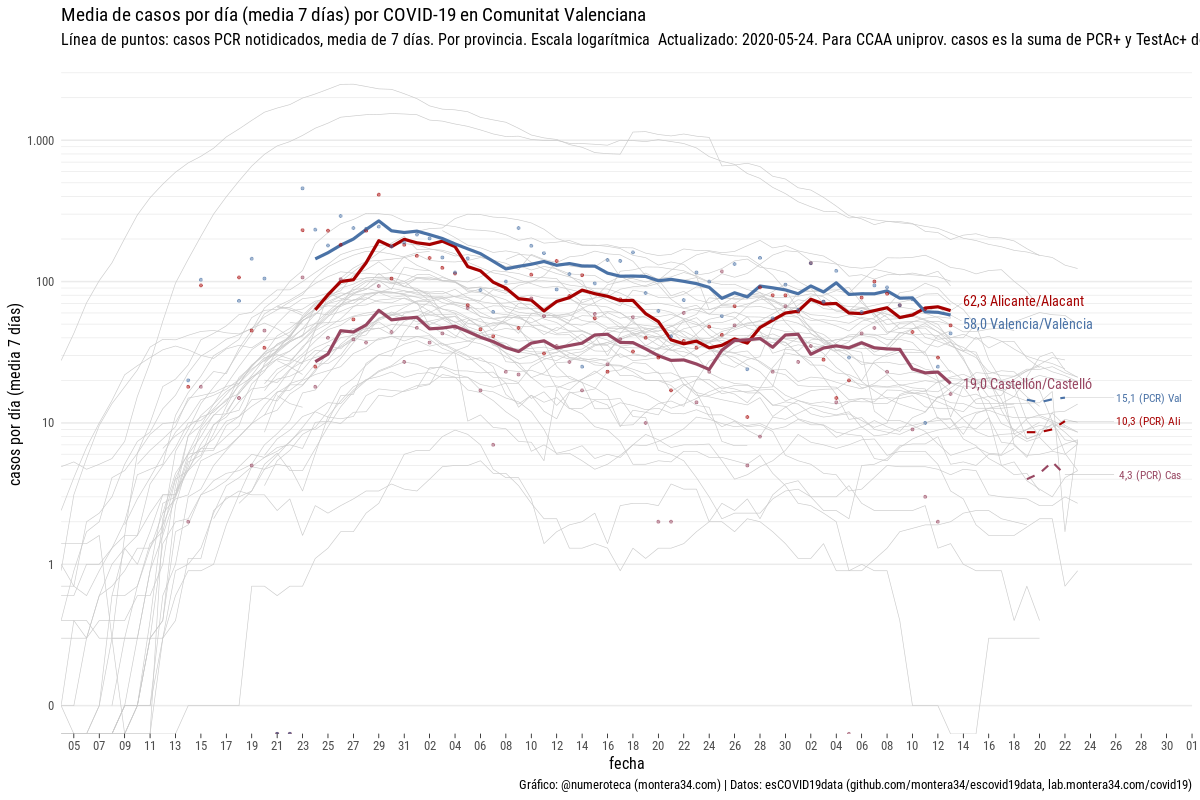 Media de casos por día (media 7 días) por COVID-19 en Comunitat Valenciana
Línea de puntos: casos PCR notidicados, media de 7 días. Por provincia. Escala logarítmica  Actualizado: 2020-05-24. Para CCAA uniprov. casos es la suma de PCR+ y TestAc+ d
casos por día (media 7 días)
1.000
100
10
1
0
62,3 Alicante/Alacant
58,0 Valencia/València
19,0 Castellón/Castelló
15,1 (PCR) Val
10,3 (PCR) Ali
4,3 (PCR) Cas
05 07 09 11 13 15 17 19 21 23 25 27 29 31 02 04 06 08 10 12 14 16 18 20 22 24 26 28 30 02 04 06 08 10 12 14 16 18 20 22 24 26 28 30 01
fecha
Gráfico: @numeroteca (montera34.com) | Datos: esCOVID19data (github.com/montera34/escovid19data, lab.montera34.com/covid19)